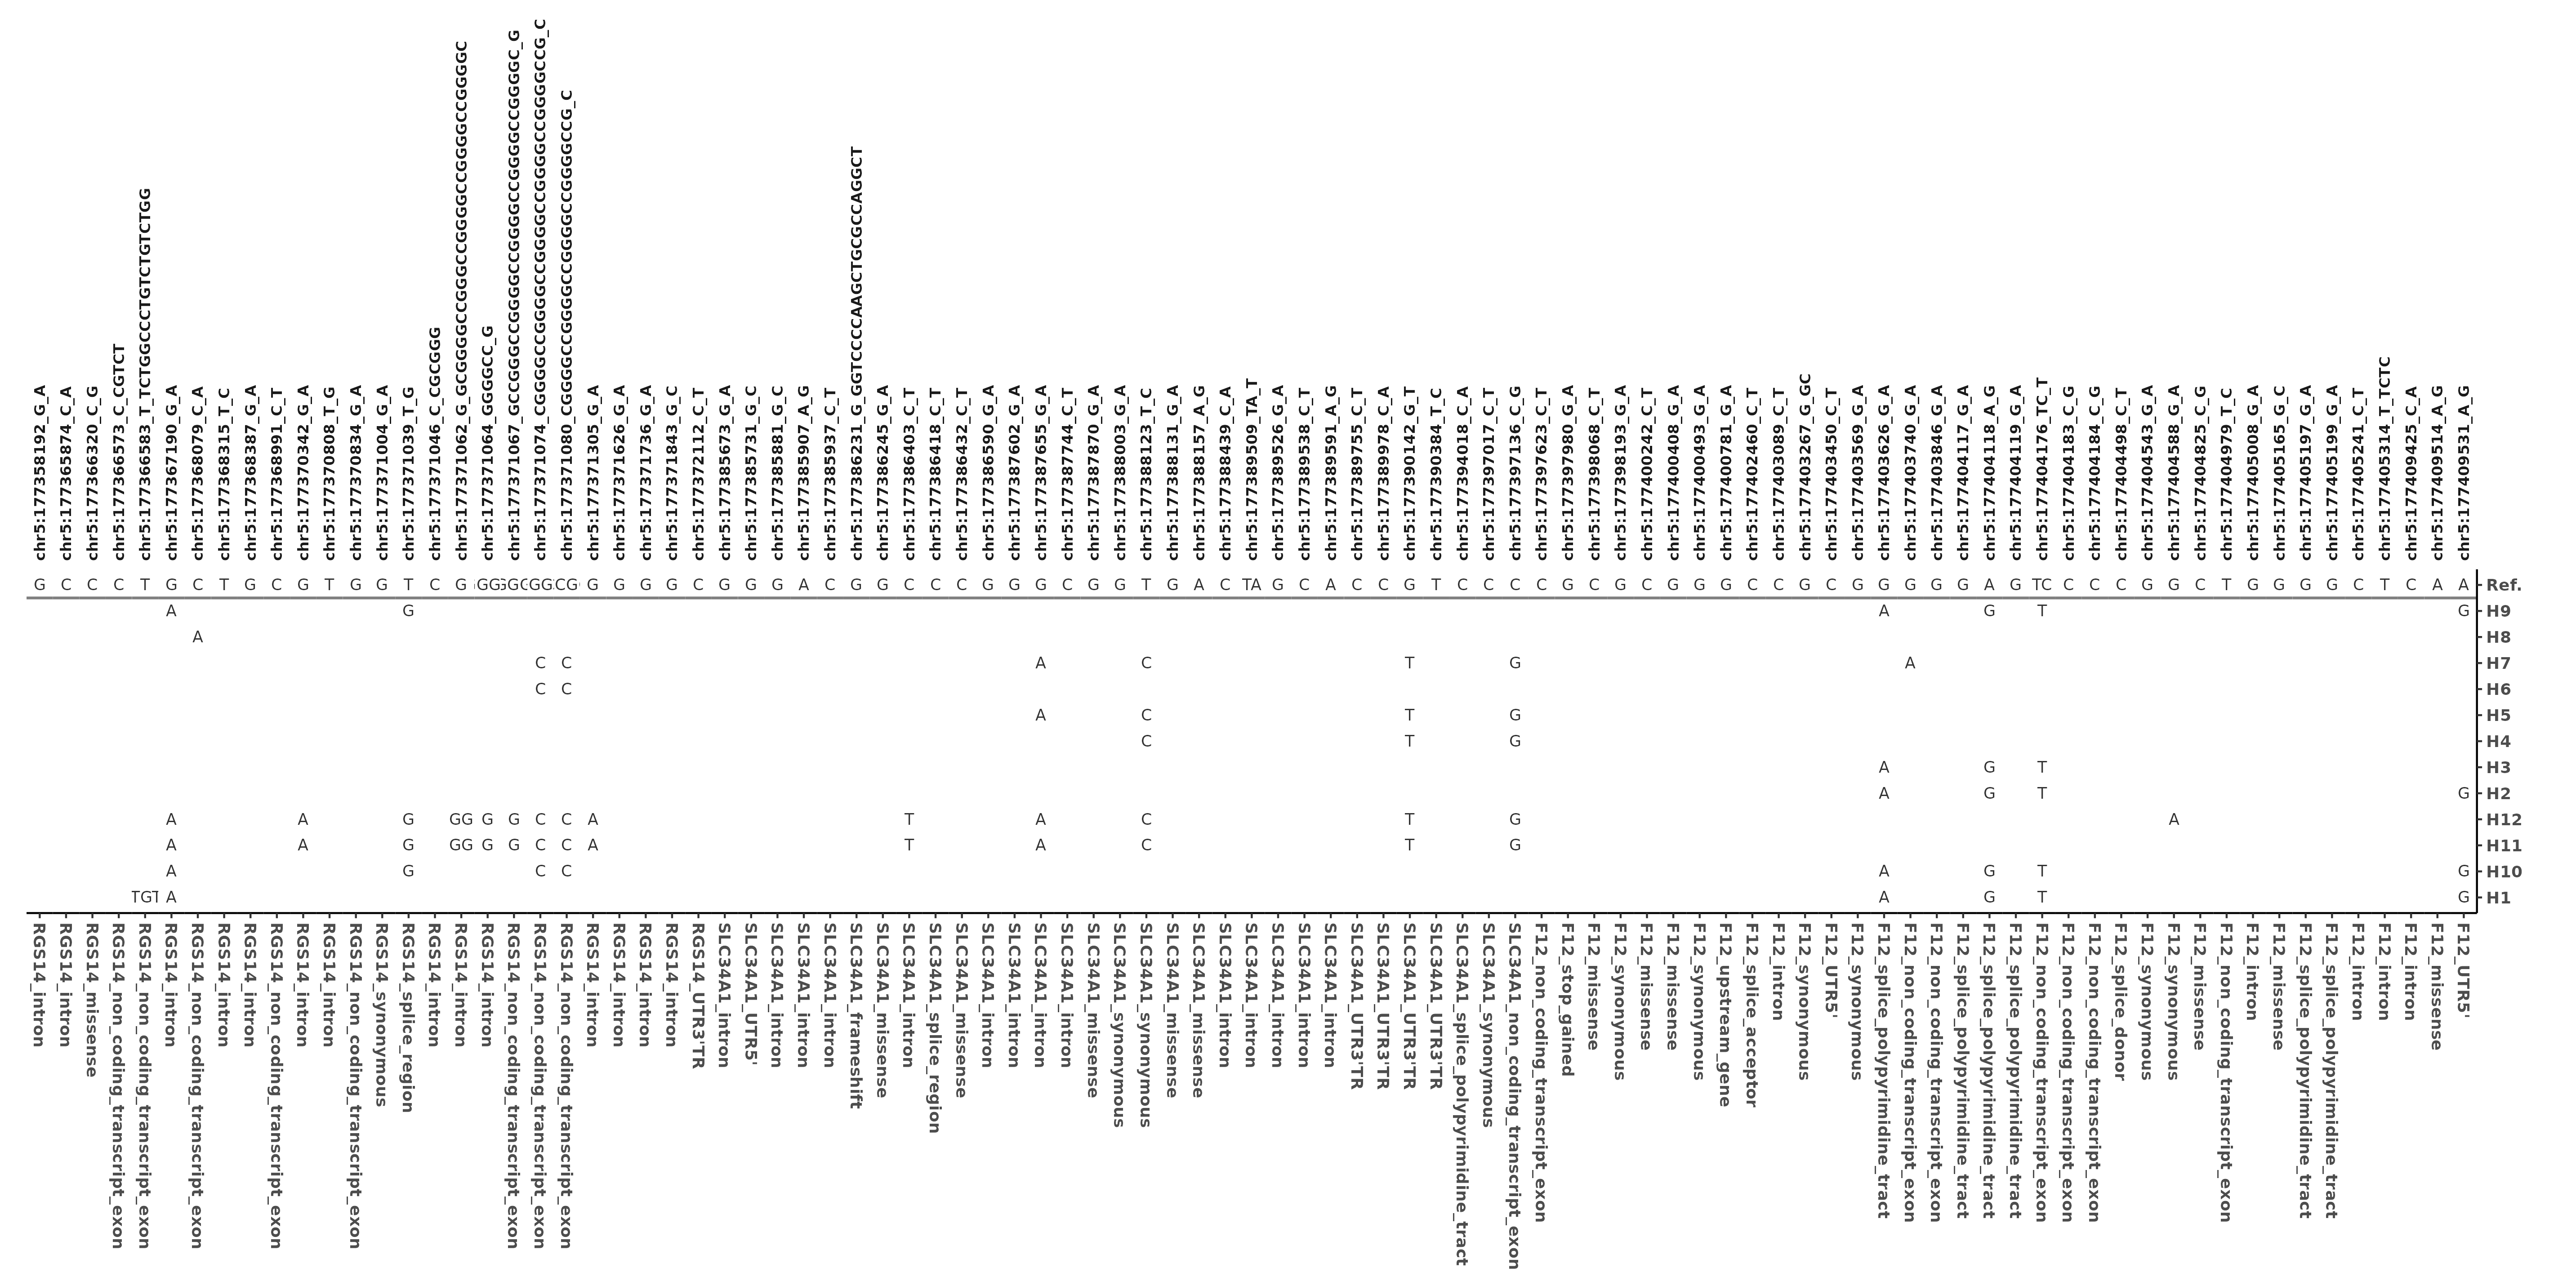 chr5:177358192_G_A
chr5:177365874_C_A
chr5:177366320_C_G
chr5:177366573_C_CGTCT
chr5:177366583_T_TCTGGCCCTGTCTGTCTGG
chr5:177367190_G_A
chr5:177368079_C_A
chr5:177368315_T_C
chr5:177368387_G_A
chr5:177368991_C_T
chr5:177370342_G_A
chr5:177370808_T_G
chr5:177370834_G_A
chr5:177371004_G_A
chr5:177371039_T_G
chr5:177371046_C_CGCGGG
chr5:177371064_GGGGCC_G
chr5:177371305_G_A
chr5:177371626_G_A
chr5:177371736_G_A
chr5:177371843_G_C
chr5:177372112_C_T
chr5:177385673_G_A
chr5:177385731_G_C
chr5:177385881_G_C
chr5:177385907_A_G
chr5:177385937_C_T
chr5:177386231_G_GGTCCCCAAGCTGCGCCAGGCT
chr5:177386245_G_A
chr5:177386403_C_T
chr5:177386418_C_T
chr5:177386432_C_T
chr5:177386590_G_A
chr5:177387602_G_A
chr5:177387655_G_A
chr5:177387744_C_T
chr5:177387870_G_A
chr5:177388003_G_A
chr5:177388123_T_C
chr5:177388131_G_A
chr5:177388157_A_G
chr5:177388439_C_A
chr5:177389509_TA_T
chr5:177389526_G_A
chr5:177389538_C_T
chr5:177389591_A_G
chr5:177389755_C_T
chr5:177389978_C_A
chr5:177390142_G_T
chr5:177390384_T_C
chr5:177394018_C_A
chr5:177397017_C_T
chr5:177397136_C_G
chr5:177397623_C_T
chr5:177397980_G_A
chr5:177398068_C_T
chr5:177398193_G_A
chr5:177400242_C_T
chr5:177400408_G_A
chr5:177400493_G_A
chr5:177400781_G_A
chr5:177402460_C_T
chr5:177403089_C_T
chr5:177403267_G_GC
chr5:177403450_C_T
chr5:177403569_G_A
chr5:177403626_G_A
chr5:177403740_G_A
chr5:177403846_G_A
chr5:177404117_G_A
chr5:177404118_A_G
chr5:177404119_G_A
chr5:177404176_TC_T
chr5:177404183_C_G
chr5:177404184_C_G
chr5:177404498_C_T
chr5:177404543_G_A
chr5:177404588_G_A
chr5:177404825_C_G
chr5:177404979_T_C
chr5:177405008_G_A
chr5:177405165_G_C
chr5:177405197_G_A
chr5:177405199_G_A
chr5:177405241_C_T
chr5:177405314_T_TCTC
chr5:177409425_C_A
chr5:177409514_A_G
chr5:177409531_A_G
G C C C T G C T G C G T G G T C G G G G G C G G G A C G G C C C G G G C G G T G A C TA G C A C C G T C C C C G C G C G G G C C G C G G G G G A G TC C C C G G C T G G G G C T C A A Ref.
A G A G T G H9
A H8
C C A C T G A H7
C C H6
A C T G H5
C T G H4
A G T H3
A G T G H2
A A G GG G G C C A T A C T G A H12
A A G GG G G C C A T A C T G H11
A G C C A G T G H10
TGT A A G T G H1
RGS14_intron
RGS14_intron
RGS14_missense
RGS14_non_coding_transcript_exon
RGS14_non_coding_transcript_exon
RGS14_intron
RGS14_non_coding_transcript_exon
RGS14_intron
RGS14_intron
RGS14_non_coding_transcript_exon
RGS14_intron
RGS14_intron
RGS14_non_coding_transcript_exon
RGS14_synonymous
RGS14_splice_region
RGS14_intron
RGS14_intron
RGS14_intron
RGS14_non_coding_transcript_exon
RGS14_non_coding_transcript_exon
RGS14_non_coding_transcript_exon
RGS14_intron
RGS14_intron
RGS14_intron
RGS14_intron
RGS14_UTR3'TR
SLC34A1_intron
SLC34A1_UTR5'
SLC34A1_intron
SLC34A1_intron
SLC34A1_intron
SLC34A1_frameshift
SLC34A1_missense
SLC34A1_intron
SLC34A1_splice_region
SLC34A1_missense
SLC34A1_intron
SLC34A1_intron
SLC34A1_intron
SLC34A1_intron
SLC34A1_missense
SLC34A1_synonymous
SLC34A1_synonymous
SLC34A1_missense
SLC34A1_missense
SLC34A1_intron
SLC34A1_intron
SLC34A1_intron
SLC34A1_intron
SLC34A1_intron
SLC34A1_UTR3'TR
SLC34A1_UTR3'TR
SLC34A1_UTR3'TR
SLC34A1_UTR3'TR
SLC34A1_splice_polypyrimidine_tract
SLC34A1_synonymous
SLC34A1_non_coding_transcript_exon
F12_non_coding_transcript_exon
F12_stop_gained
F12_missense
F12_synonymous
F12_missense
F12_missense
F12_synonymous
F12_upstream_gene
F12_splice_acceptor
F12_intron
F12_synonymous
F12_UTR5'
F12_synonymous
F12_splice_polypyrimidine_tract
F12_non_coding_transcript_exon
F12_non_coding_transcript_exon
F12_splice_polypyrimidine_tract
F12_splice_polypyrimidine_tract
F12_splice_polypyrimidine_tract
F12_non_coding_transcript_exon
F12_non_coding_transcript_exon
F12_non_coding_transcript_exon
F12_splice_donor
F12_synonymous
F12_synonymous
F12_missense
F12_non_coding_transcript_exon
F12_intron
F12_missense
F12_splice_polypyrimidine_tract
F12_splice_polypyrimidine_tract
F12_intron
F12_intron
F12_intron
F12_missense
F12_UTR5'